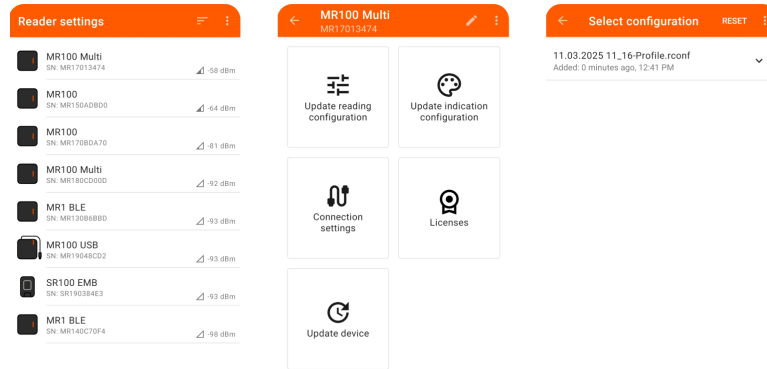 Reader settings
MR100 Multi
SN: MR17013474
-58 dBm
MR100
SN: MR150ADBD0
-64 dBm
MR100
SN: MR170BDA70
-81 dBm
MR100 Multi
SN: MR180CD00D
-92 dBm
MR1 BLE
SN: MR130B6BBD
-93 dBm
MR100 USB
SN: MR19048CD2
-93 dBm
SR100 EMB
SN: SR190384E3
-93 dBm
MR1 BLE
SN: MR140C70F4
-98 dBm
MR100 Multi
MR17013474
Update reading
configuration
Update indication
configuration
Connection
settings
Licenses
Update device
Select configuration
RESET
11.03.2025 11_16-Profile.rconf
Added: 0 minutes ago, 12:41 PM